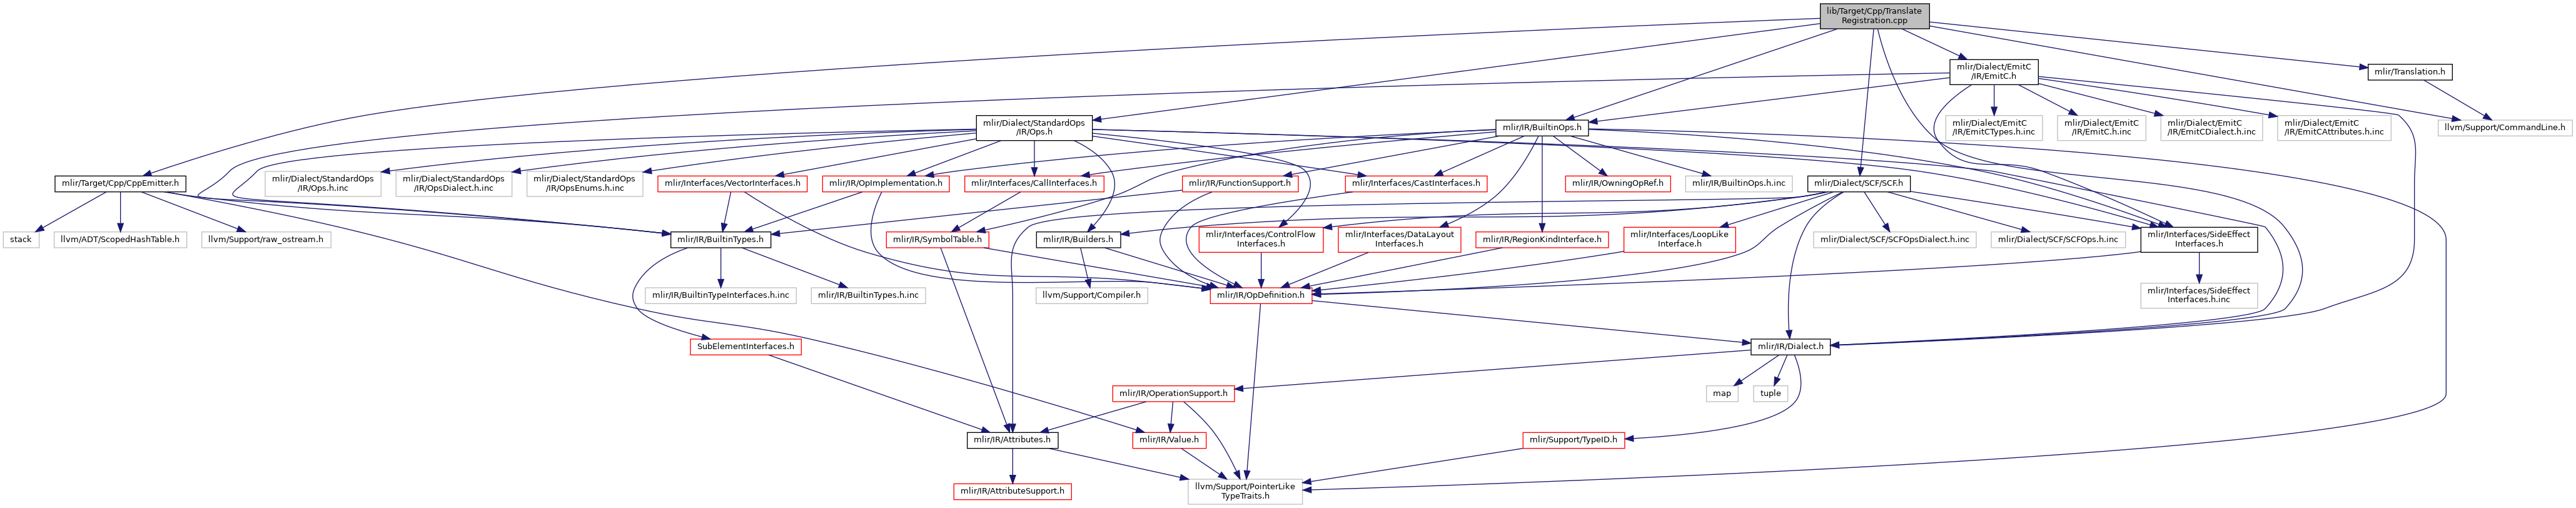 lib/Target/Cpp/Translate
Registration.cpp
mlir/Dialect/EmitC
/IR/EmitC.h
mlir/Translation.h
mlir/Dialect/StandardOps
/IR/Ops.h
mlir/IR/BuiltinOps.h
mlir/Dialect/EmitC
/IR/EmitCTypes.h.inc
mlir/Dialect/EmitC
/IR/EmitC.h.inc
mlir/Dialect/EmitC
/IR/EmitCDialect.h.inc
mlir/Dialect/EmitC
/IR/EmitCAttributes.h.inc
llvm/Support/CommandLine.h
mlir/Target/Cpp/CppEmitter.h
mlir/Dialect/StandardOps
/IR/Ops.h.inc
mlir/Dialect/StandardOps
/IR/OpsDialect.h.inc
mlir/Dialect/StandardOps
/IR/OpsEnums.h.inc
mlir/Interfaces/VectorInterfaces.h
mlir/IR/OpImplementation.h
mlir/Interfaces/CallInterfaces.h
mlir/IR/FunctionSupport.h
mlir/Interfaces/CastInterfaces.h
mlir/IR/OwningOpRef.h
mlir/IR/BuiltinOps.h.inc
mlir/Dialect/SCF/SCF.h
stack
llvm/ADT/ScopedHashTable.h
llvm/Support/raw_ostream.h
mlir/IR/BuiltinTypes.h
mlir/IR/SymbolTable.h
mlir/IR/Builders.h
mlir/Interfaces/ControlFlow
Interfaces.h
mlir/Interfaces/DataLayout
Interfaces.h
mlir/IR/RegionKindInterface.h
mlir/Interfaces/LoopLike
Interface.h
mlir/Dialect/SCF/SCFOpsDialect.h.inc
mlir/Dialect/SCF/SCFOps.h.inc
mlir/Interfaces/SideEffect
Interfaces.h
mlir/IR/BuiltinTypeInterfaces.h.inc
mlir/IR/BuiltinTypes.h.inc
llvm/Support/Compiler.h
mlir/IR/OpDefinition.h
mlir/Interfaces/SideEffect
Interfaces.h.inc
SubElementInterfaces.h
mlir/IR/Dialect.h
mlir/IR/OperationSupport.h
map
tuple
mlir/IR/Attributes.h
mlir/IR/Value.h
mlir/Support/TypeID.h
mlir/IR/AttributeSupport.h
llvm/Support/PointerLike
TypeTraits.h